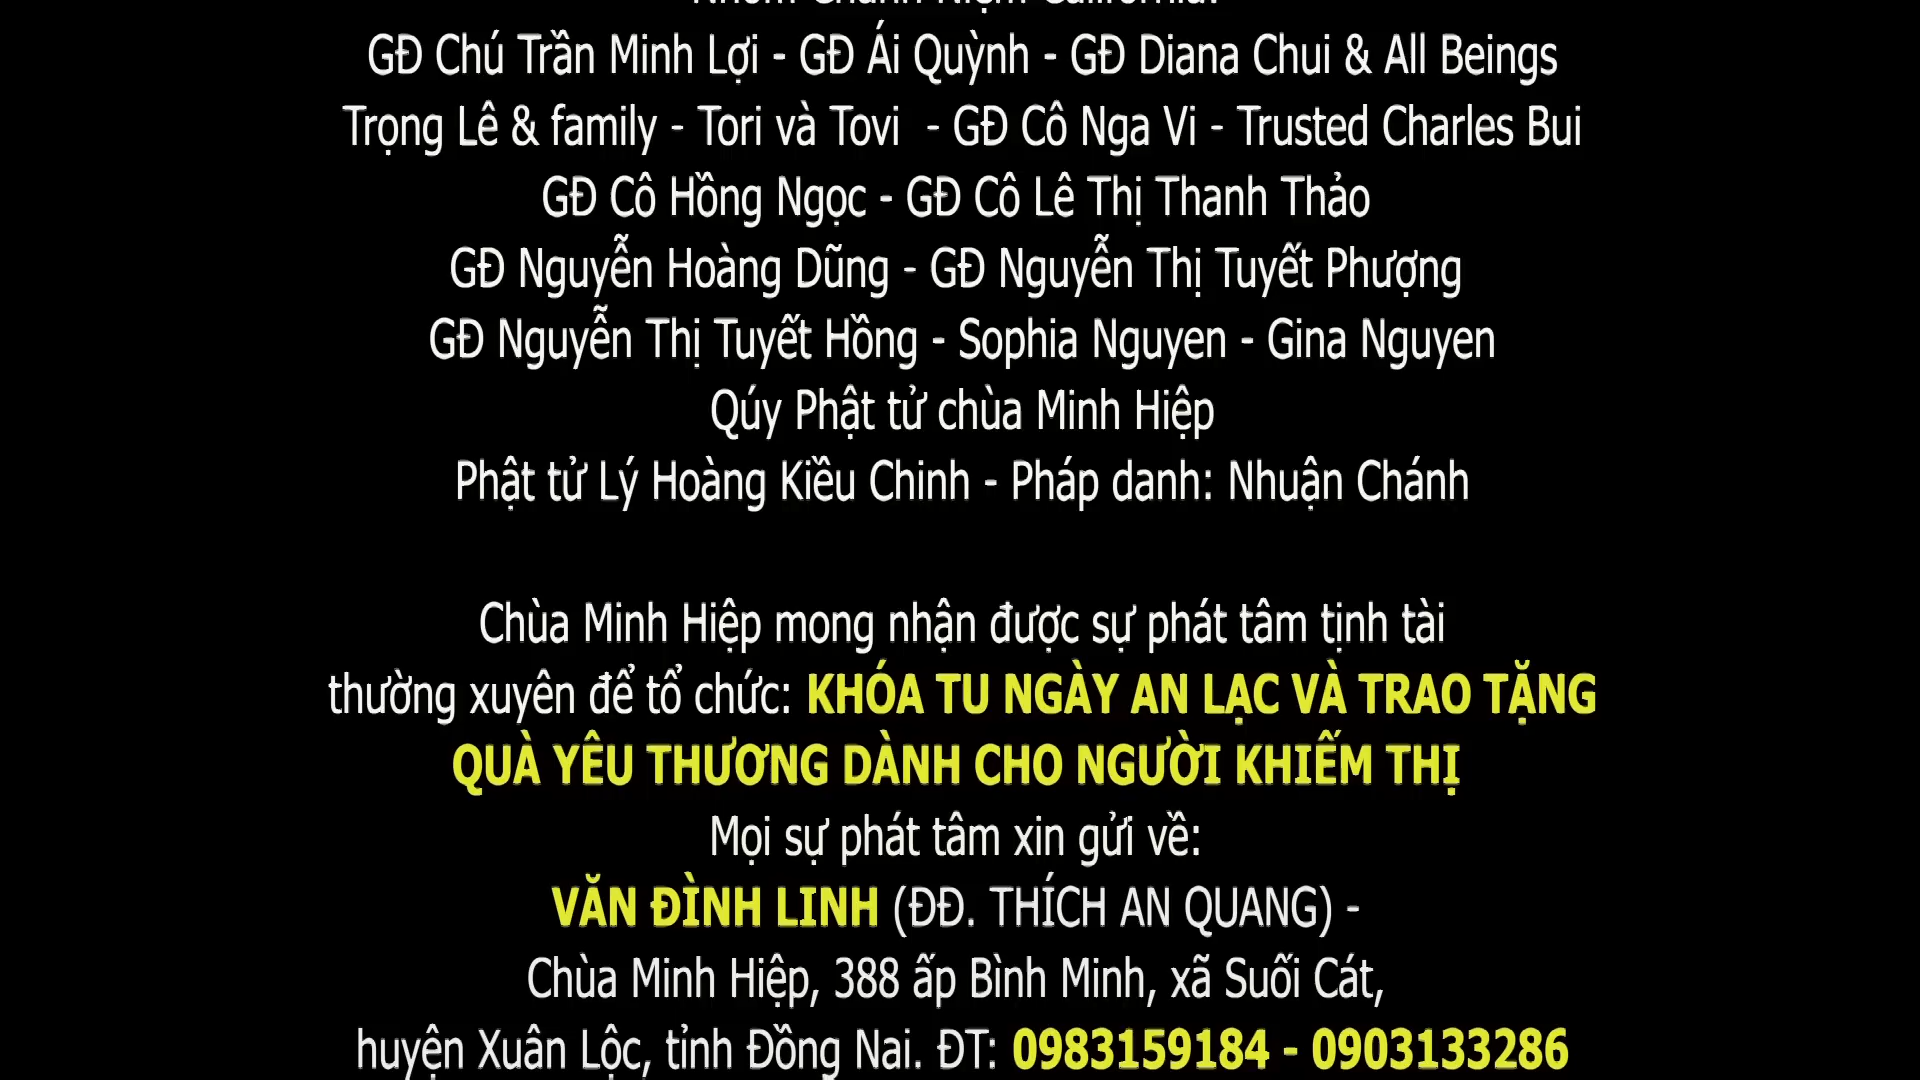 Nhóm Chánh Niệm California:
GĐ Chú Trần Minh Lợi - GĐ Ái Quỳnh - GĐ Diana Chui & All Beings
Trọng Lê & family - Tori và Tovi - GĐ Cô Nga Vi - Trusted Charles Bui
GĐ Cô Hồng Ngọc - GĐ Cô Lê Thị Thanh Thảo
GĐ Nguyễn Hoàng Dũng - GĐ Nguyễn Thị Tuyết Phượng
GĐ Nguyễn Thị Tuyết Hồng - Sophia Nguyen - Gina Nguyen
Qúy Phật tử chùa Minh Hiệp
Phật tử Lý Hoàng Kiều Chinh - Pháp danh: Nhuận Chánh
Chùa Minh Hiệp mong nhận được sự phát tâm tịnh tài
thường xuyên để tổ chức: KHÓA TU NGÀY AN LẠC VÀ TRAO TẶNG
QUÀ YÊU THƯƠNG DÀNH CHO NGƯỜI KHIẾM THỊ
Mọi sự phát tâm xin gửi về:
VĂN ĐÌNH LINH (ĐĐ. THÍCH AN QUANG) -
Chùa Minh Hiệp, 388 ấp Bình Minh, xã Suối Cát,
huyện Xuân Lộc, tỉnh Đồng Nai. ĐT: 0983159184 - 0903133286